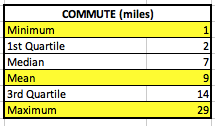 COMMUTE (miles)
Minimum 1
1st Quartile 2
Median 7
Mean 9
3rd Quartile 14
Maximum 29